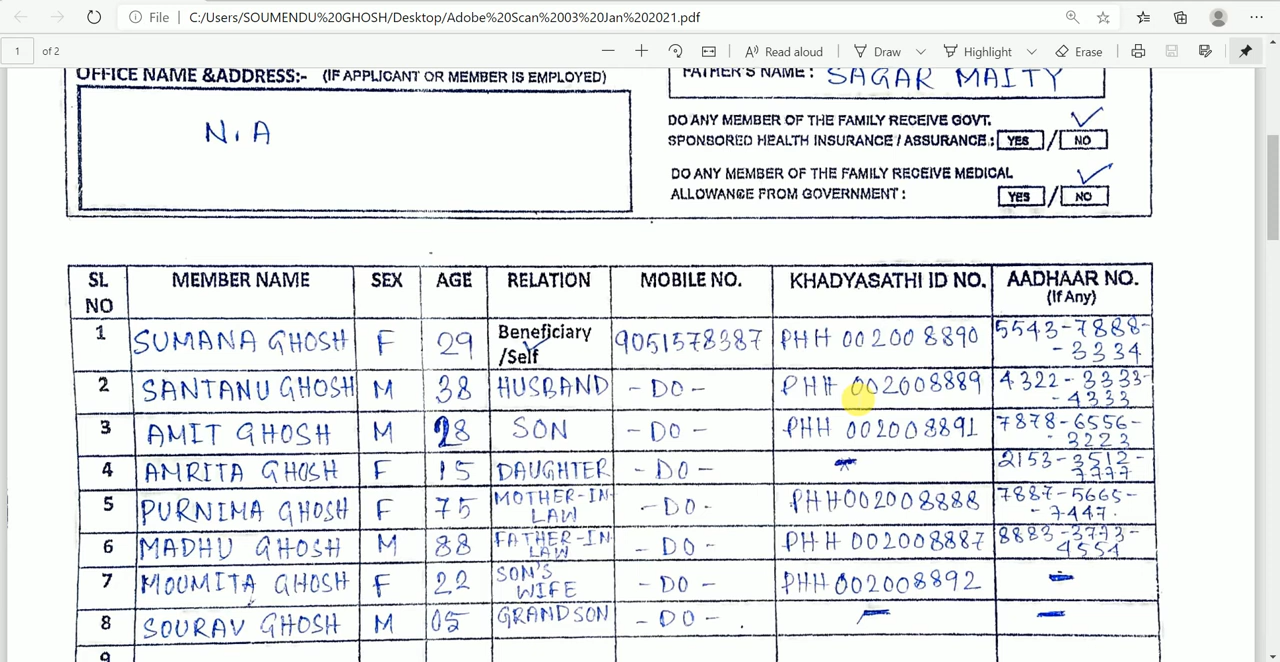 File C:/Users/SOUMENDU%20GHOSH/Desktop/Adobe%20Scan%2003%20Jan%202021.pdf
1 of 2 Read aloud Draw Highlight Erase
OFFICE NAME &ADDRESS:- (IF APPLICANT OR MEMBER IS EMPLOYED)
N.A
FATHER'S NAME: SAGAR MAITY
DO ANY MEMBER OF THE FAMILY RECEIVE GOVT.
SPONSORED HEALTH INSURANCE / ASSURANCE: YES / NO
DO ANY MEMBER OF THE FAMILY RECEIVE MEDICAL
ALLOWANCE FROM GOVERNMENT: YES / NO
SL NO MEMBER NAME SEX AGE RELATION MOBILE NO. KHADYASATHI ID NO. AADHAAR NO. (If Any)
1 SUMANA GHOSH F 29 Beneficiary /Self 9051578387 PHH 002008890 5543-7888--3334
2 SANTANU GHOSH M 38 HUSBAND - DO - PHH 002008889 4322-3333--4333
3 AMIT GHOSH M 28 SON - DO - PHH 002008891 7878-6556--3223
4 AMRITA GHOSH F 15 DAUGHTER - DO - 2153-3512-7777
5 PURNIMA GHOSH F 75 MOTHER-IN-LAW - DO - PHH002008888 7887-5665--7447.
6 MADHU GHOSH M 88 FATHER-IN-LAW - DO - PHH 002008887 8883-3773-4554
7 MOUMITA GHOSH F 22 SON'S WIFE - DO - PHH 002008892 -
8 SOURAV GHOSH M 05 GRANDSON - DO - - -
9